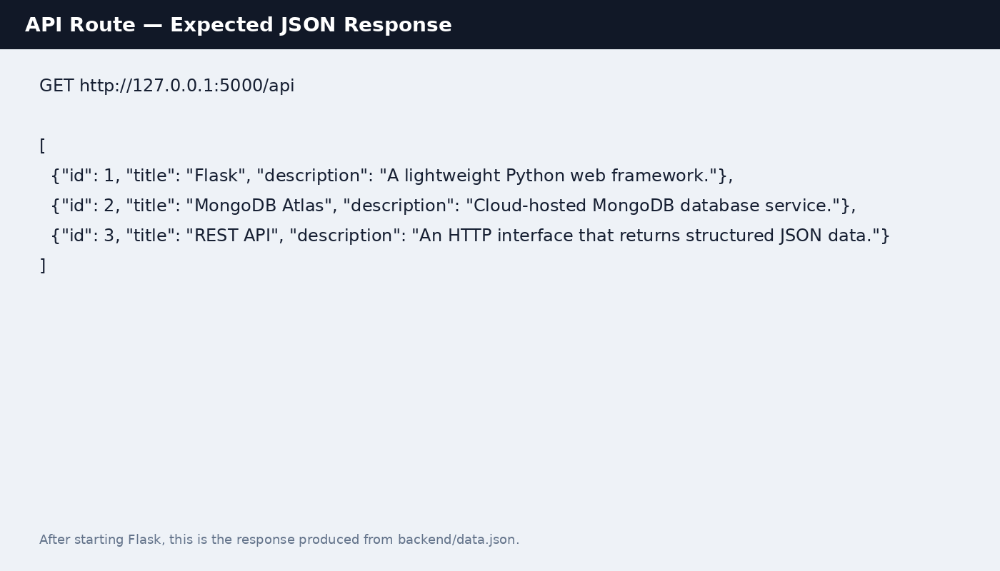 API Route — Expected JSON Response
GET http://127.0.0.1:5000/api
[
  {"id": 1, "title": "Flask", "description": "A lightweight Python web framework."},
  {"id": 2, "title": "MongoDB Atlas", "description": "Cloud-hosted MongoDB database service."},
  {"id": 3, "title": "REST API", "description": "An HTTP interface that returns structured JSON data."}
]
After starting Flask, this is the response produced from backend/data.json.